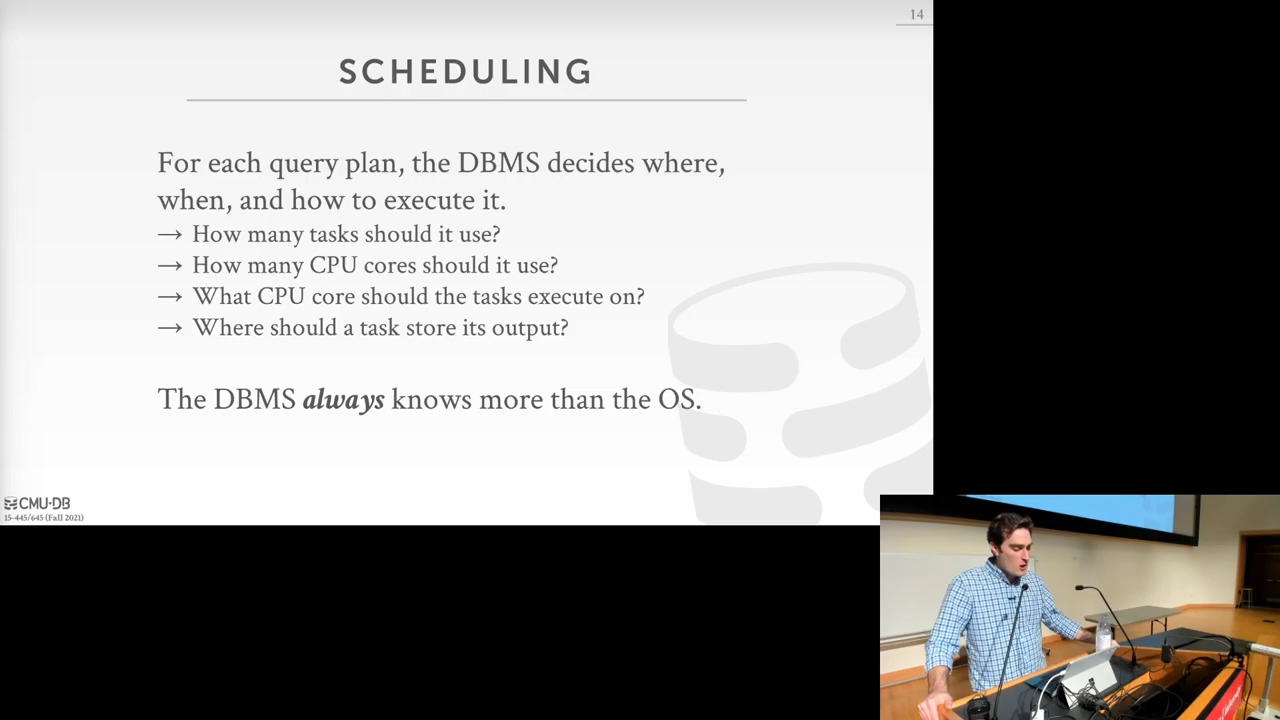 14
SCHEDULING
For each query plan, the DBMS decides where,
when, and how to execute it.
→ How many tasks should it use?
→ How many CPU cores should it use?
→ What CPU core should the tasks execute on?
→ Where should a task store its output?
The DBMS always knows more than the OS.
CMU·DB
15-445/645 (Fall 2021)